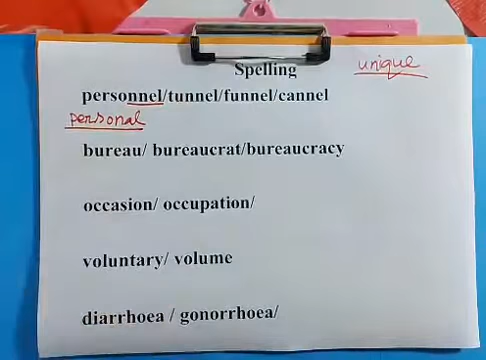 unique
Spelling
personnel/tunnel/funnel/cannel
personal
bureau/ bureaucrat/bureaucracy
occasion/ occupation/
voluntary/ volume
diarrhoea / gonorrhoea/